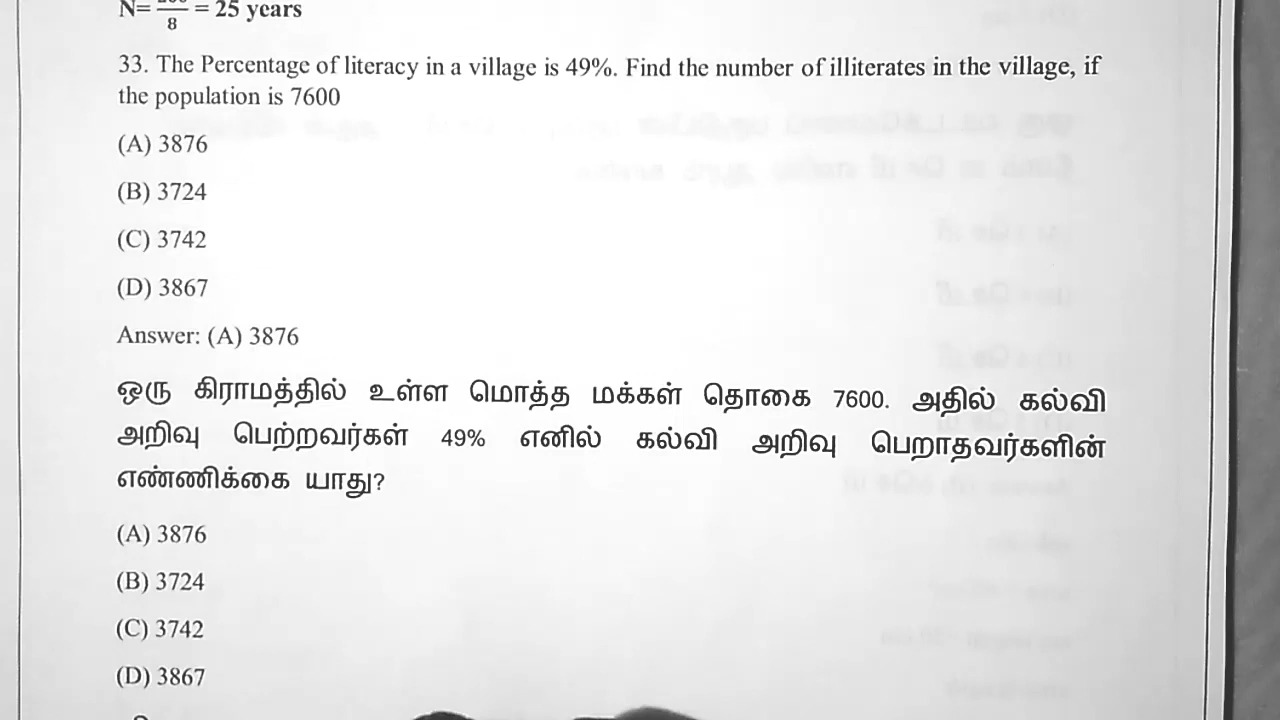 N= = 25 years
8
33. The Percentage of literacy in a village is 49%. Find the number of illiterates in the village, if
the population is 7600
(A) 3876
(B) 3724
(C) 3742
(D) 3867
Answer: (A) 3876
ஒரு கிராமத்தில் உள்ள மொத்த மக்கள் தொகை 7600. அதில் கல்வி
அறிவு பெற்றவர்கள் 49% எனில் கல்வி அறிவு பெறாதவர்களின்
எண்ணிக்கை யாது?
(A) 3876
(B) 3724
(C) 3742
(D) 3867